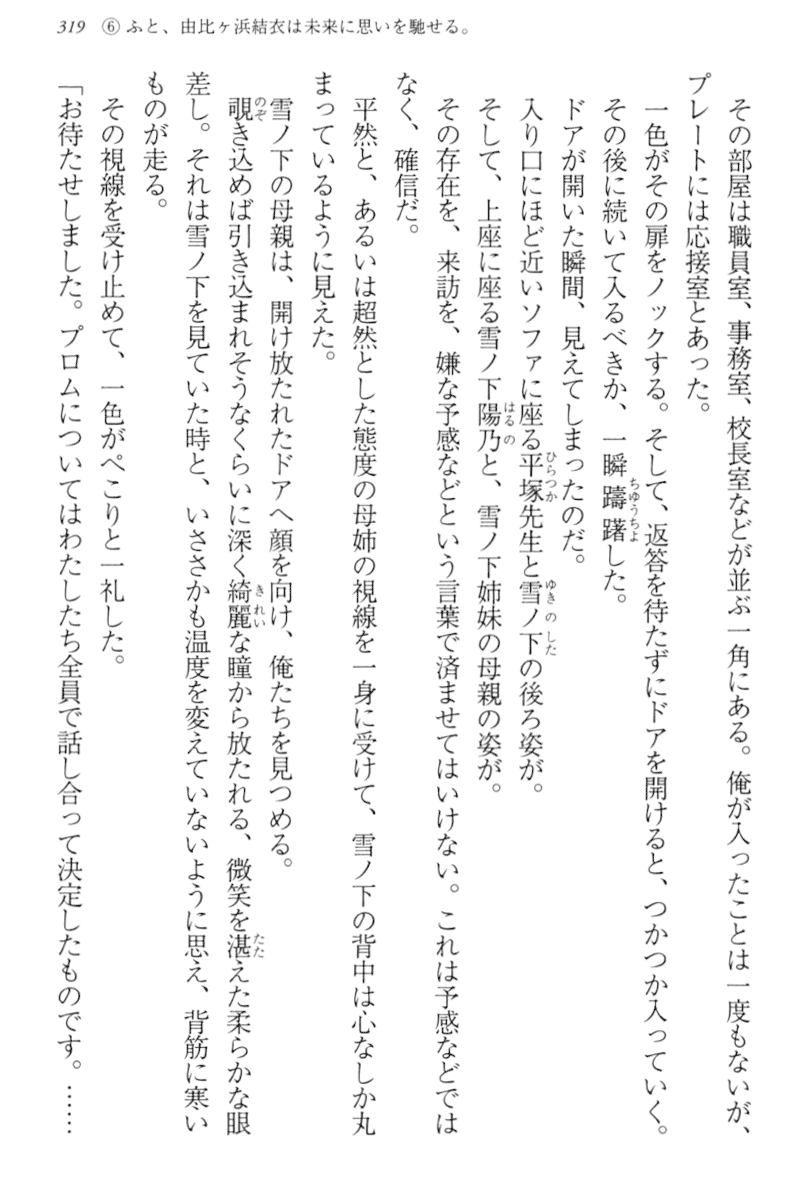 319 ⑥ ふと、由比ヶ浜結衣は未来に思いを馳せる。
　その部屋は職員室、事務室、校長室などが並ぶ一角にある。俺が入ったことは一度もないが、
プレートには応接室とあった。
　一色がその扉をノックする。そして、返答を待たずにドアを開けると、つかつか入っていく。
　その後に続いて入るべきか、一瞬躊躇した。
　ドアが開いた瞬間、見えてしまったのだ。
　入り口にほど近いソファに座る平塚先生と雪ノ下の後ろ姿が。
　そして、上座に座る雪ノ下陽乃と、雪ノ下姉妹の母親の姿が。
　その存在を、来訪を、嫌な予感などという言葉で済ませてはいけない。これは予感などでは
なく、確信だ。
　平然と、あるいは超然とした態度の母姉の視線を一身に受けて、雪ノ下の背中は心なしか丸
まっているように見えた。
　雪ノ下の母親は、開け放たれたドアへ顔を向け、俺たちを見つめる。
　覗き込めば引き込まれそうなくらいに深く綺麗な瞳から放たれる、微笑を湛えた柔らかな眼
差し。それは雪ノ下を見ていた時と、いささかも温度を変えていないように思え、背筋に寒い
ものが走る。
　その視線を受け止めて、一色がぺこりと一礼した。
「お待たせしました。プロムについてはわたしたち全員で話し合って決定したものです。……